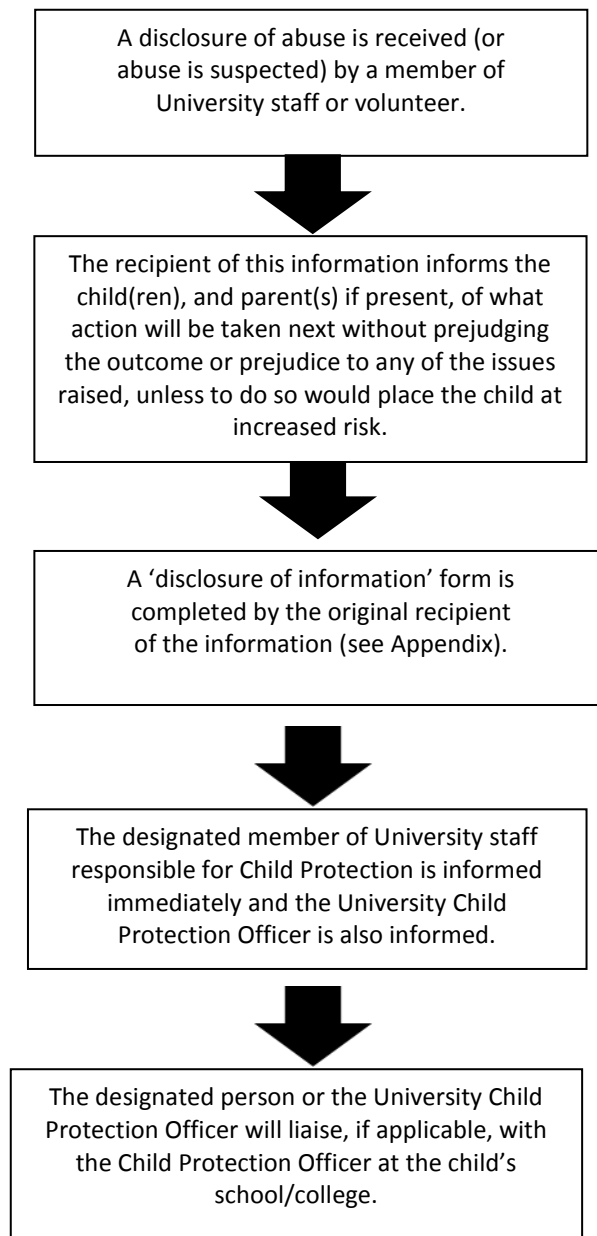 A disclosure of abuse is received (or
abuse is suspected) by a member of
University staff or volunteer.
The recipient of this information informs the
child(ren), and parent(s) if present, of what
action will be taken next without prejudging
the outcome or prejudice to any of the issues
raised, unless to do so would place the child at
increased risk.
A ‘disclosure of information’ form is
completed by the original recipient
of the information (see Appendix).
The designated member of University staff
responsible for Child Protection is informed
immediately and the University Child
Protection Officer is also informed.
The designated person or the University Child
Protection Officer will liaise, if applicable, with
the Child Protection Officer at the child’s
school/college.